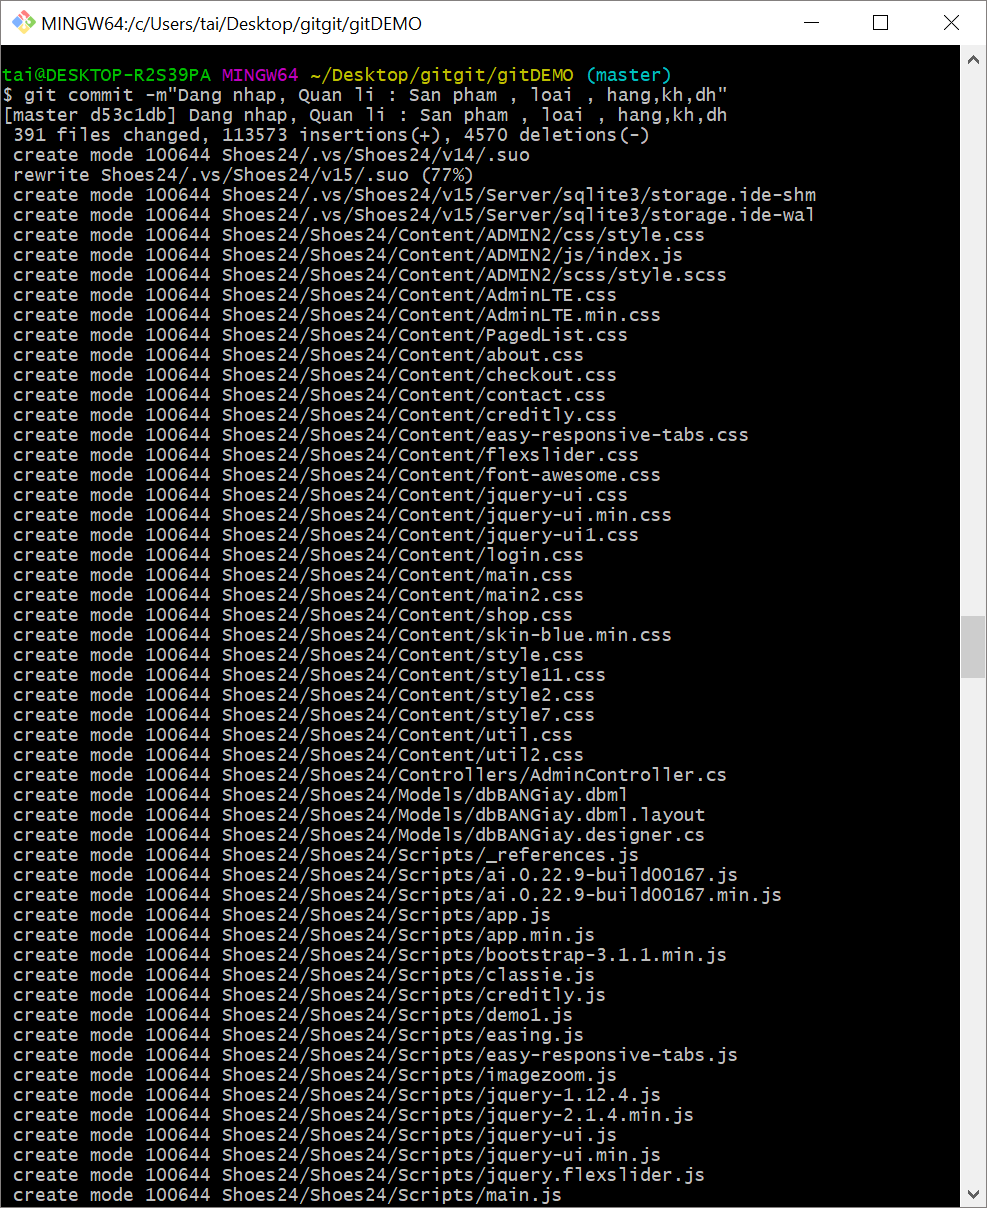 MINGW64:/c/Users/tai/Desktop/gitgit/gitDEMO
tai@DESKTOP-R2S39PA MINGW64 ~/Desktop/gitgit/gitDEMO (master)
$ git commit -m"Dang nhap, Quan li : San pham , loai , hang,kh,dh"
[master d53c1db] Dang nhap, Quan li : San pham , loai , hang,kh,dh
 391 files changed, 113573 insertions(+), 4570 deletions(-)
 create mode 100644 Shoes24/.vs/Shoes24/v14/.suo
 rewrite Shoes24/.vs/Shoes24/v15/.suo (77%)
 create mode 100644 Shoes24/.vs/Shoes24/v15/Server/sqlite3/storage.ide-shm
 create mode 100644 Shoes24/.vs/Shoes24/v15/Server/sqlite3/storage.ide-wal
 create mode 100644 Shoes24/Shoes24/Content/ADMIN2/css/style.css
 create mode 100644 Shoes24/Shoes24/Content/ADMIN2/js/index.js
 create mode 100644 Shoes24/Shoes24/Content/ADMIN2/scss/style.scss
 create mode 100644 Shoes24/Shoes24/Content/AdminLTE.css
 create mode 100644 Shoes24/Shoes24/Content/AdminLTE.min.css
 create mode 100644 Shoes24/Shoes24/Content/PagedList.css
 create mode 100644 Shoes24/Shoes24/Content/about.css
 create mode 100644 Shoes24/Shoes24/Content/checkout.css
 create mode 100644 Shoes24/Shoes24/Content/contact.css
 create mode 100644 Shoes24/Shoes24/Content/creditly.css
 create mode 100644 Shoes24/Shoes24/Content/easy-responsive-tabs.css
 create mode 100644 Shoes24/Shoes24/Content/flexslider.css
 create mode 100644 Shoes24/Shoes24/Content/font-awesome.css
 create mode 100644 Shoes24/Shoes24/Content/jquery-ui.css
 create mode 100644 Shoes24/Shoes24/Content/jquery-ui.min.css
 create mode 100644 Shoes24/Shoes24/Content/jquery-ui1.css
 create mode 100644 Shoes24/Shoes24/Content/login.css
 create mode 100644 Shoes24/Shoes24/Content/main.css
 create mode 100644 Shoes24/Shoes24/Content/main2.css
 create mode 100644 Shoes24/Shoes24/Content/shop.css
 create mode 100644 Shoes24/Shoes24/Content/skin-blue.min.css
 create mode 100644 Shoes24/Shoes24/Content/style.css
 create mode 100644 Shoes24/Shoes24/Content/style11.css
 create mode 100644 Shoes24/Shoes24/Content/style2.css
 create mode 100644 Shoes24/Shoes24/Content/style7.css
 create mode 100644 Shoes24/Shoes24/Content/util.css
 create mode 100644 Shoes24/Shoes24/Content/util2.css
 create mode 100644 Shoes24/Shoes24/Controllers/AdminController.cs
 create mode 100644 Shoes24/Shoes24/Models/dbBANGiay.dbml
 create mode 100644 Shoes24/Shoes24/Models/dbBANGiay.dbml.layout
 create mode 100644 Shoes24/Shoes24/Models/dbBANGiay.designer.cs
 create mode 100644 Shoes24/Shoes24/Scripts/_references.js
 create mode 100644 Shoes24/Shoes24/Scripts/ai.0.22.9-build00167.js
 create mode 100644 Shoes24/Shoes24/Scripts/ai.0.22.9-build00167.min.js
 create mode 100644 Shoes24/Shoes24/Scripts/app.js
 create mode 100644 Shoes24/Shoes24/Scripts/app.min.js
 create mode 100644 Shoes24/Shoes24/Scripts/bootstrap-3.1.1.min.js
 create mode 100644 Shoes24/Shoes24/Scripts/classie.js
 create mode 100644 Shoes24/Shoes24/Scripts/creditly.js
 create mode 100644 Shoes24/Shoes24/Scripts/demo1.js
 create mode 100644 Shoes24/Shoes24/Scripts/easing.js
 create mode 100644 Shoes24/Shoes24/Scripts/easy-responsive-tabs.js
 create mode 100644 Shoes24/Shoes24/Scripts/imagezoom.js
 create mode 100644 Shoes24/Shoes24/Scripts/jquery-1.12.4.js
 create mode 100644 Shoes24/Shoes24/Scripts/jquery-2.1.4.min.js
 create mode 100644 Shoes24/Shoes24/Scripts/jquery-ui.js
 create mode 100644 Shoes24/Shoes24/Scripts/jquery-ui.min.js
 create mode 100644 Shoes24/Shoes24/Scripts/jquery.flexslider.js
 create mode 100644 Shoes24/Shoes24/Scripts/main.js